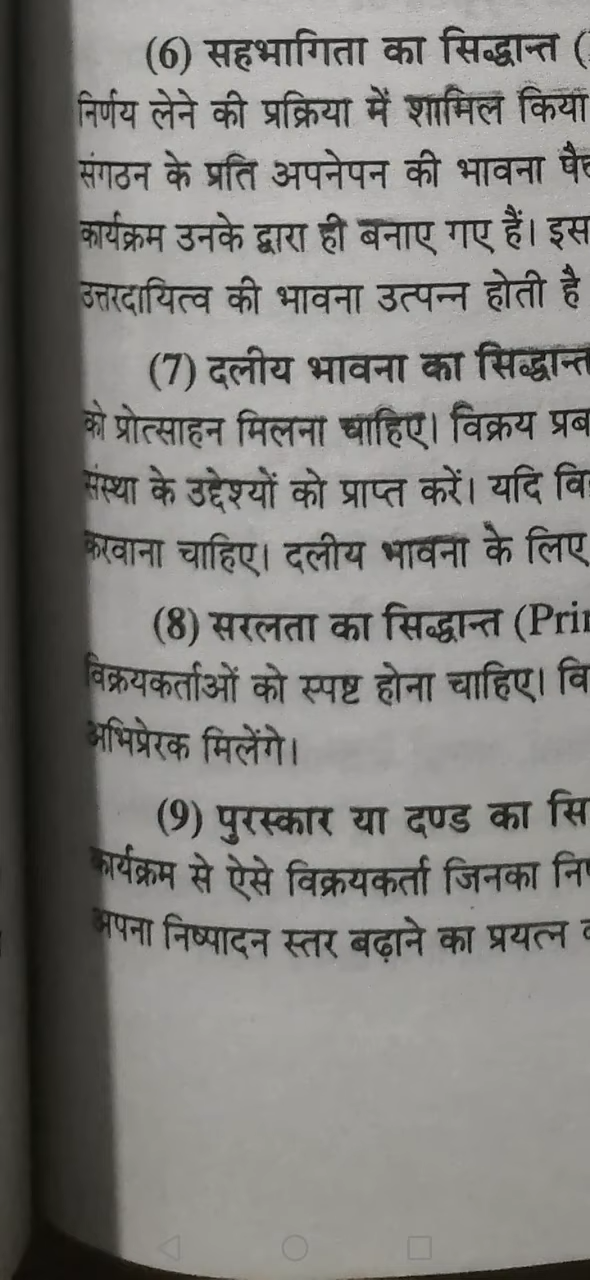 (6) सहभागिता का सिद्धान्त (
निर्णय लेने की प्रक्रिया में शामिल किया
संगठन के प्रति अपनेपन की भावना
कार्यक्रम उनके द्वारा ही बनाए गए हैं। इस
उत्तरदायित्व की भावना उत्पन्न होती है
(7) दलीय भावना का सिद्धान्त
को प्रोत्साहन मिलना चाहिए। विक्रय प्रब
संस्था के उद्देश्यों को प्राप्त करें। यदि वि
करवाना चाहिए। दलीय भावना के लिए
(8) सरलता का सिद्धान्त (Prin
विक्रयकर्ताओं को स्पष्ट होना चाहिए। वि
अभिप्रेरक मिलेंगे।
(9) पुरस्कार या दण्ड का सि
कार्यक्रम से ऐसे विक्रयकर्ता जिनका
अपना निष्पादन स्तर बढ़ाने का प्रयत्न